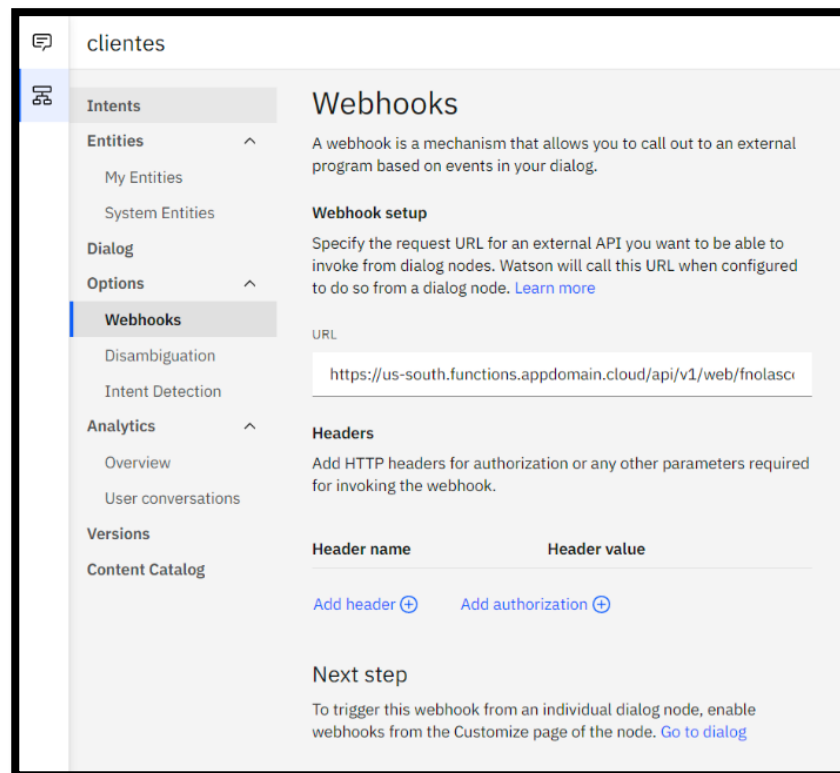 clientes
Intents
Entities
My Entities
System Entities
Dialog
Options
Webhooks
Disambiguation
Intent Detection
Analytics
Overview
User conversations
Versions
Content Catalog
Webhooks
A webhook is a mechanism that allows you to call out to an external
program based on events in your dialog.
Webhook setup
Specify the request URL for an external API you want to be able to
invoke from dialog nodes. Watson will call this URL when configured
to do so from a dialog node. Learn more
URL
https://us-south.functions.appdomain.cloud/api/v1/web/fnolasc
Headers
Add HTTP headers for authorization or any other parameters required
for invoking the webhook.
Header name Header value
Add header Add authorization
Next step
To trigger this webhook from an individual dialog node, enable
webhooks from the Customize page of the node. Go to dialog